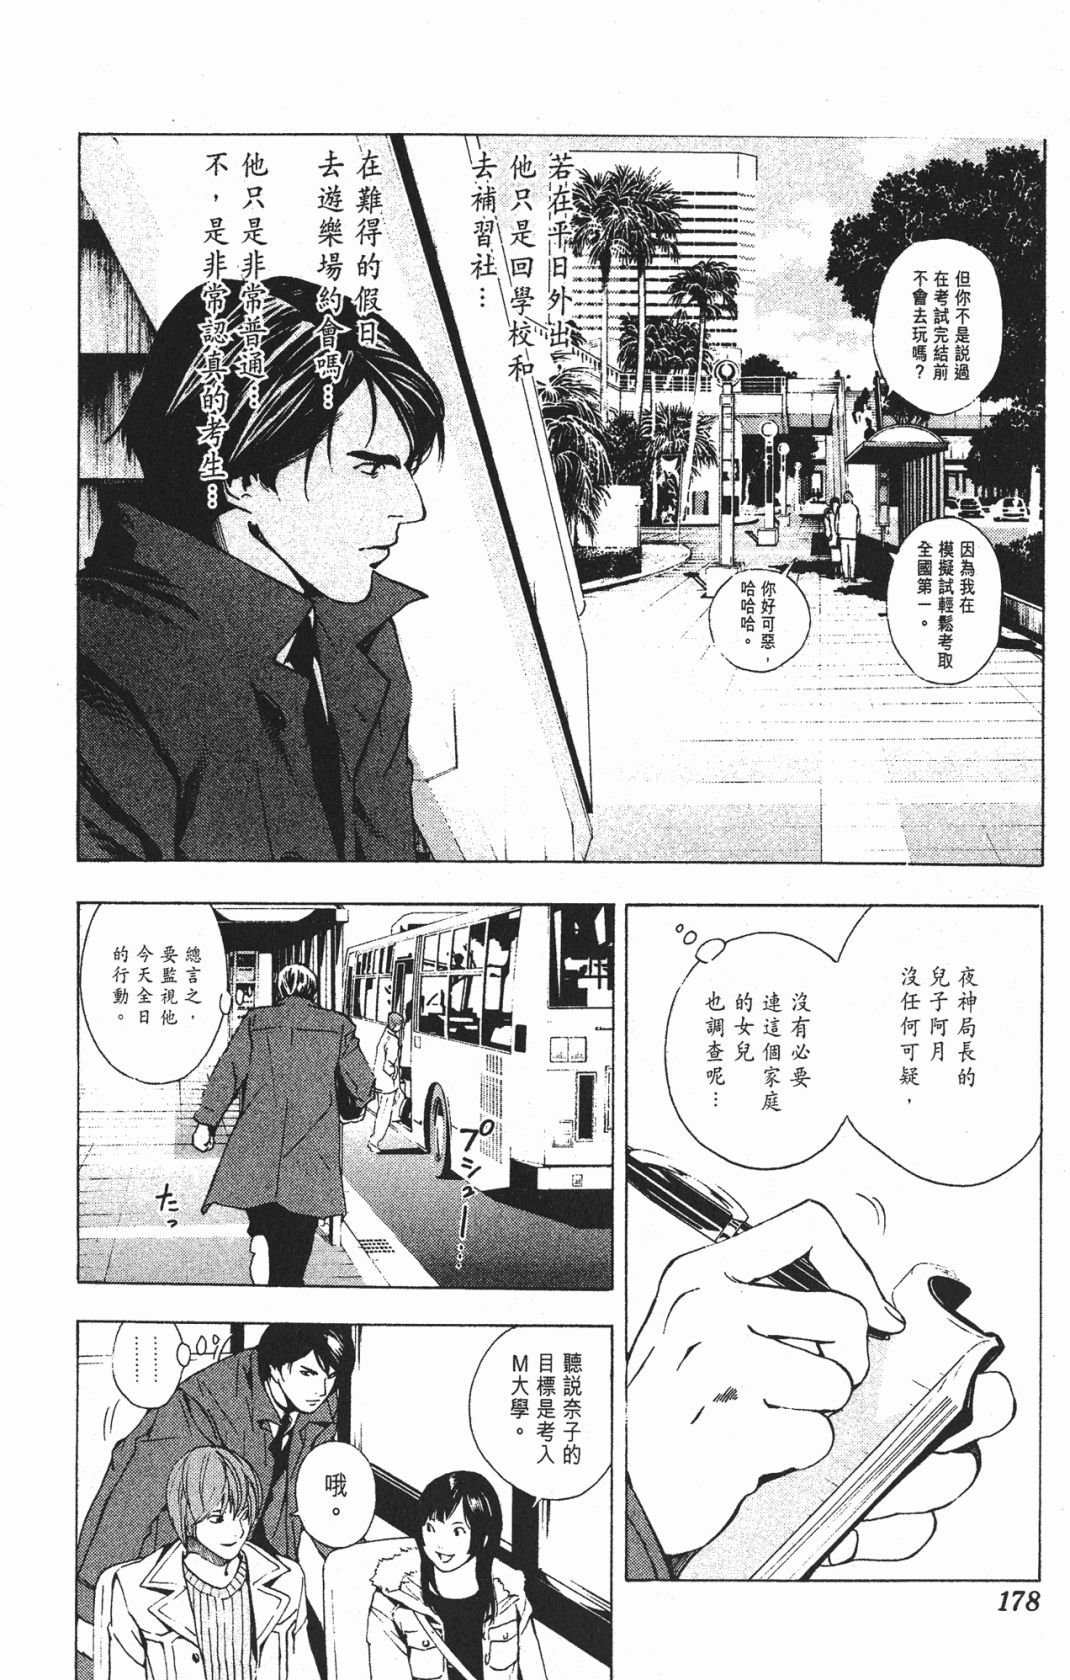 但你不是說過
在考試完結前
不會去玩嗎？
因為我在
模擬試輕鬆考取
全國第一。
你好可惡，
哈哈哈。
若在平日外出，
他只是回學校和
去補習社…
在難得的假日
去遊樂場約會嗎…
他只是非常普通…
不，是非常認真的考生…
夜神局長的
兒子阿月
沒任何可疑，
沒有必要
連這個家庭
的女兒
也調查呢…
總言之，
要監視他
今天全日
的行動。
プシュー…
たっ
聽說奈子的
目標是考入
M大學。
哦。
………
178